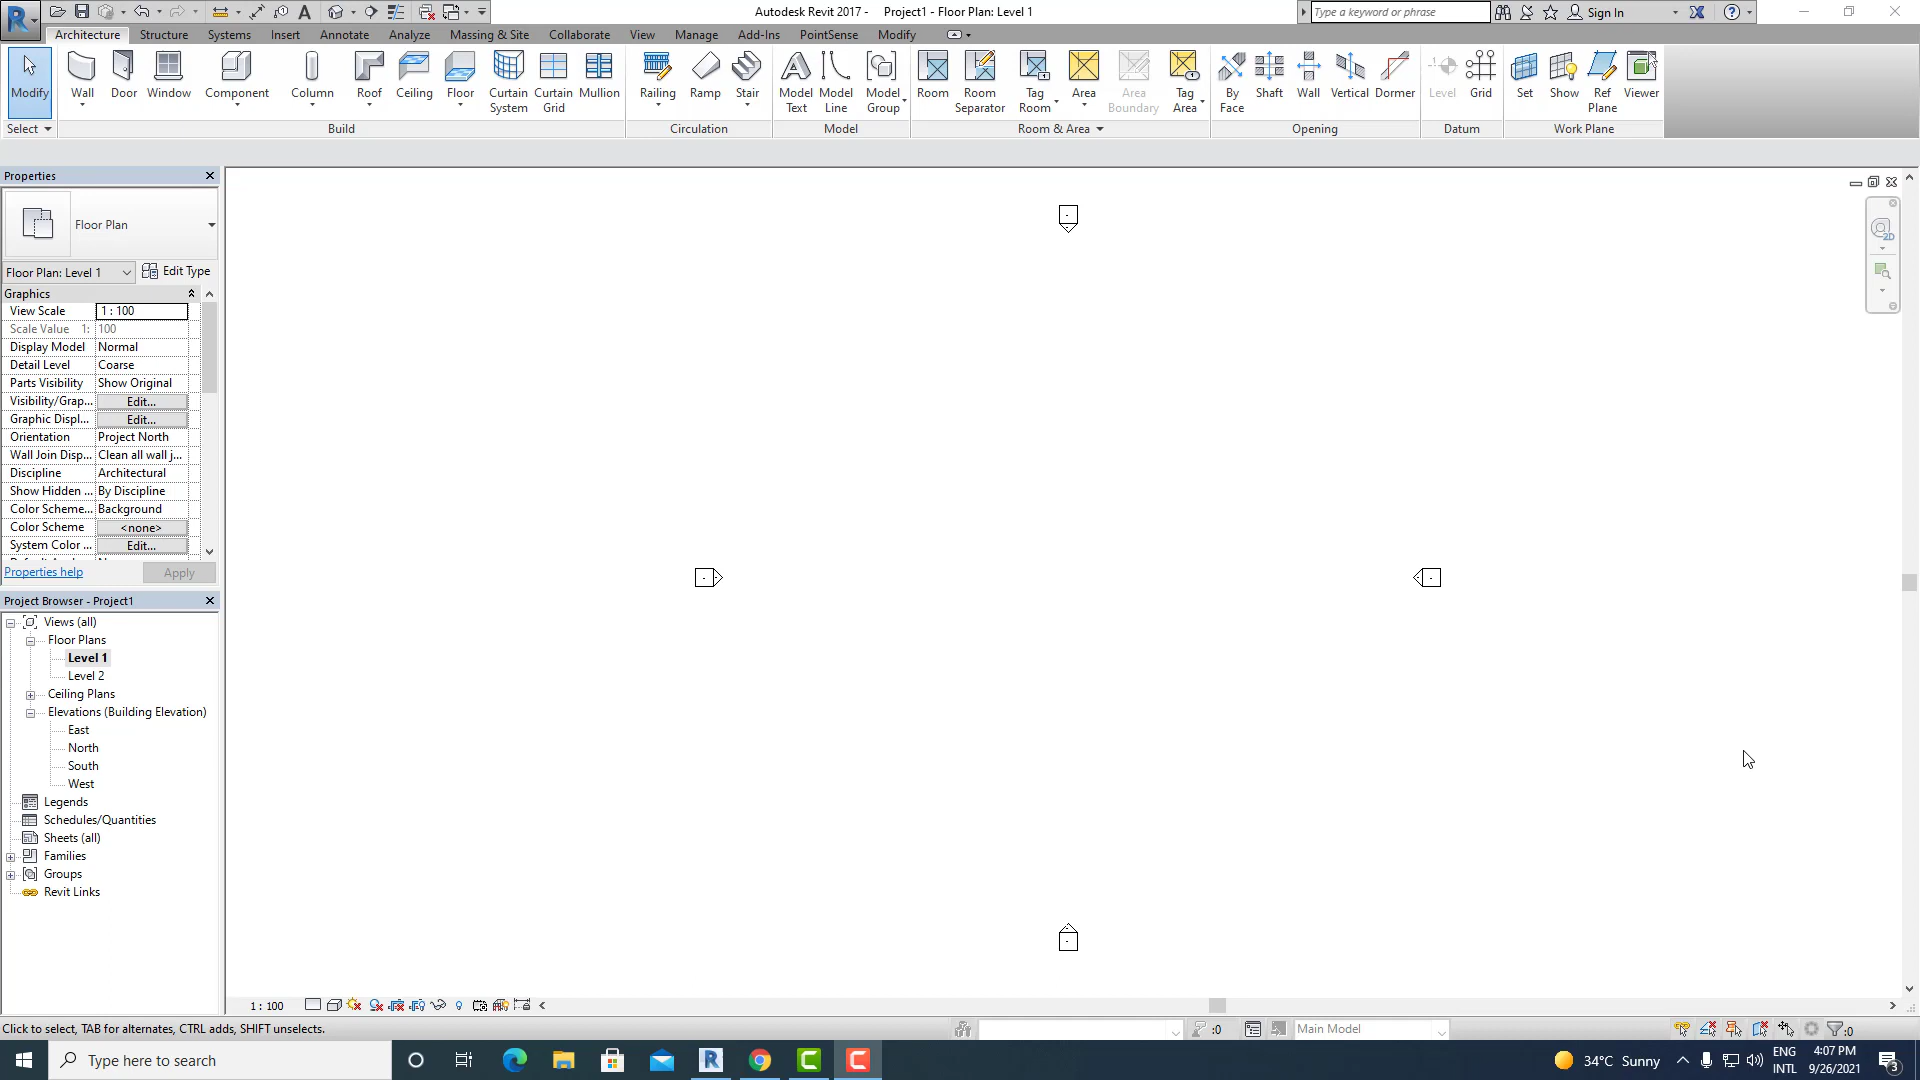 Autodesk Revit 2017 - Project1 - Floor Plan: Level 1
Type a keyword or phrase
Sign In
Architecture Structure Systems Insert Annotate Analyze Massing & Site Collaborate View Manage Add-Ins PointSense Modify
Modify
Wall
Door
Window
Component
Column
Roof
Ceiling
Floor
Curtain System
Curtain Grid
Mullion
Railing
Ramp
Stair
Model Text
Model Line
Model Group
Room
Room Separator
Tag Room
Area
Area Boundary
Tag Area
By Face
Shaft
Wall
Vertical
Dormer
Level
Grid
Set
Show
Ref Plane
Viewer
Select
Build
Circulation
Model
Room & Area
Opening
Datum
Work Plane
Properties
Floor Plan
Floor Plan: Level 1
Edit Type
Graphics
View Scale 1 : 100
Scale Value 1: 100
Display Model Normal
Detail Level Coarse
Parts Visibility Show Original
Visibility/Grap... Edit...
Graphic Displ... Edit...
Orientation Project North
Wall Join Disp... Clean all wall j...
Discipline Architectural
Show Hidden ... By Discipline
Color Scheme... Background
Color Scheme <none>
System Color ... Edit...
Properties help
Apply
Project Browser - Project1
Views (all)
Floor Plans
Level 1
Level 2
Ceiling Plans
Elevations (Building Elevation)
East
North
South
West
Legends
Schedules/Quantities
Sheets (all)
Families
Groups
Revit Links
2D
1 : 100
Click to select, TAB for alternates, CTRL adds, SHIFT unselects.
:0
Main Model
:0
Type here to search
34°C Sunny
ENG
INTL
4:07 PM
9/26/2021
3